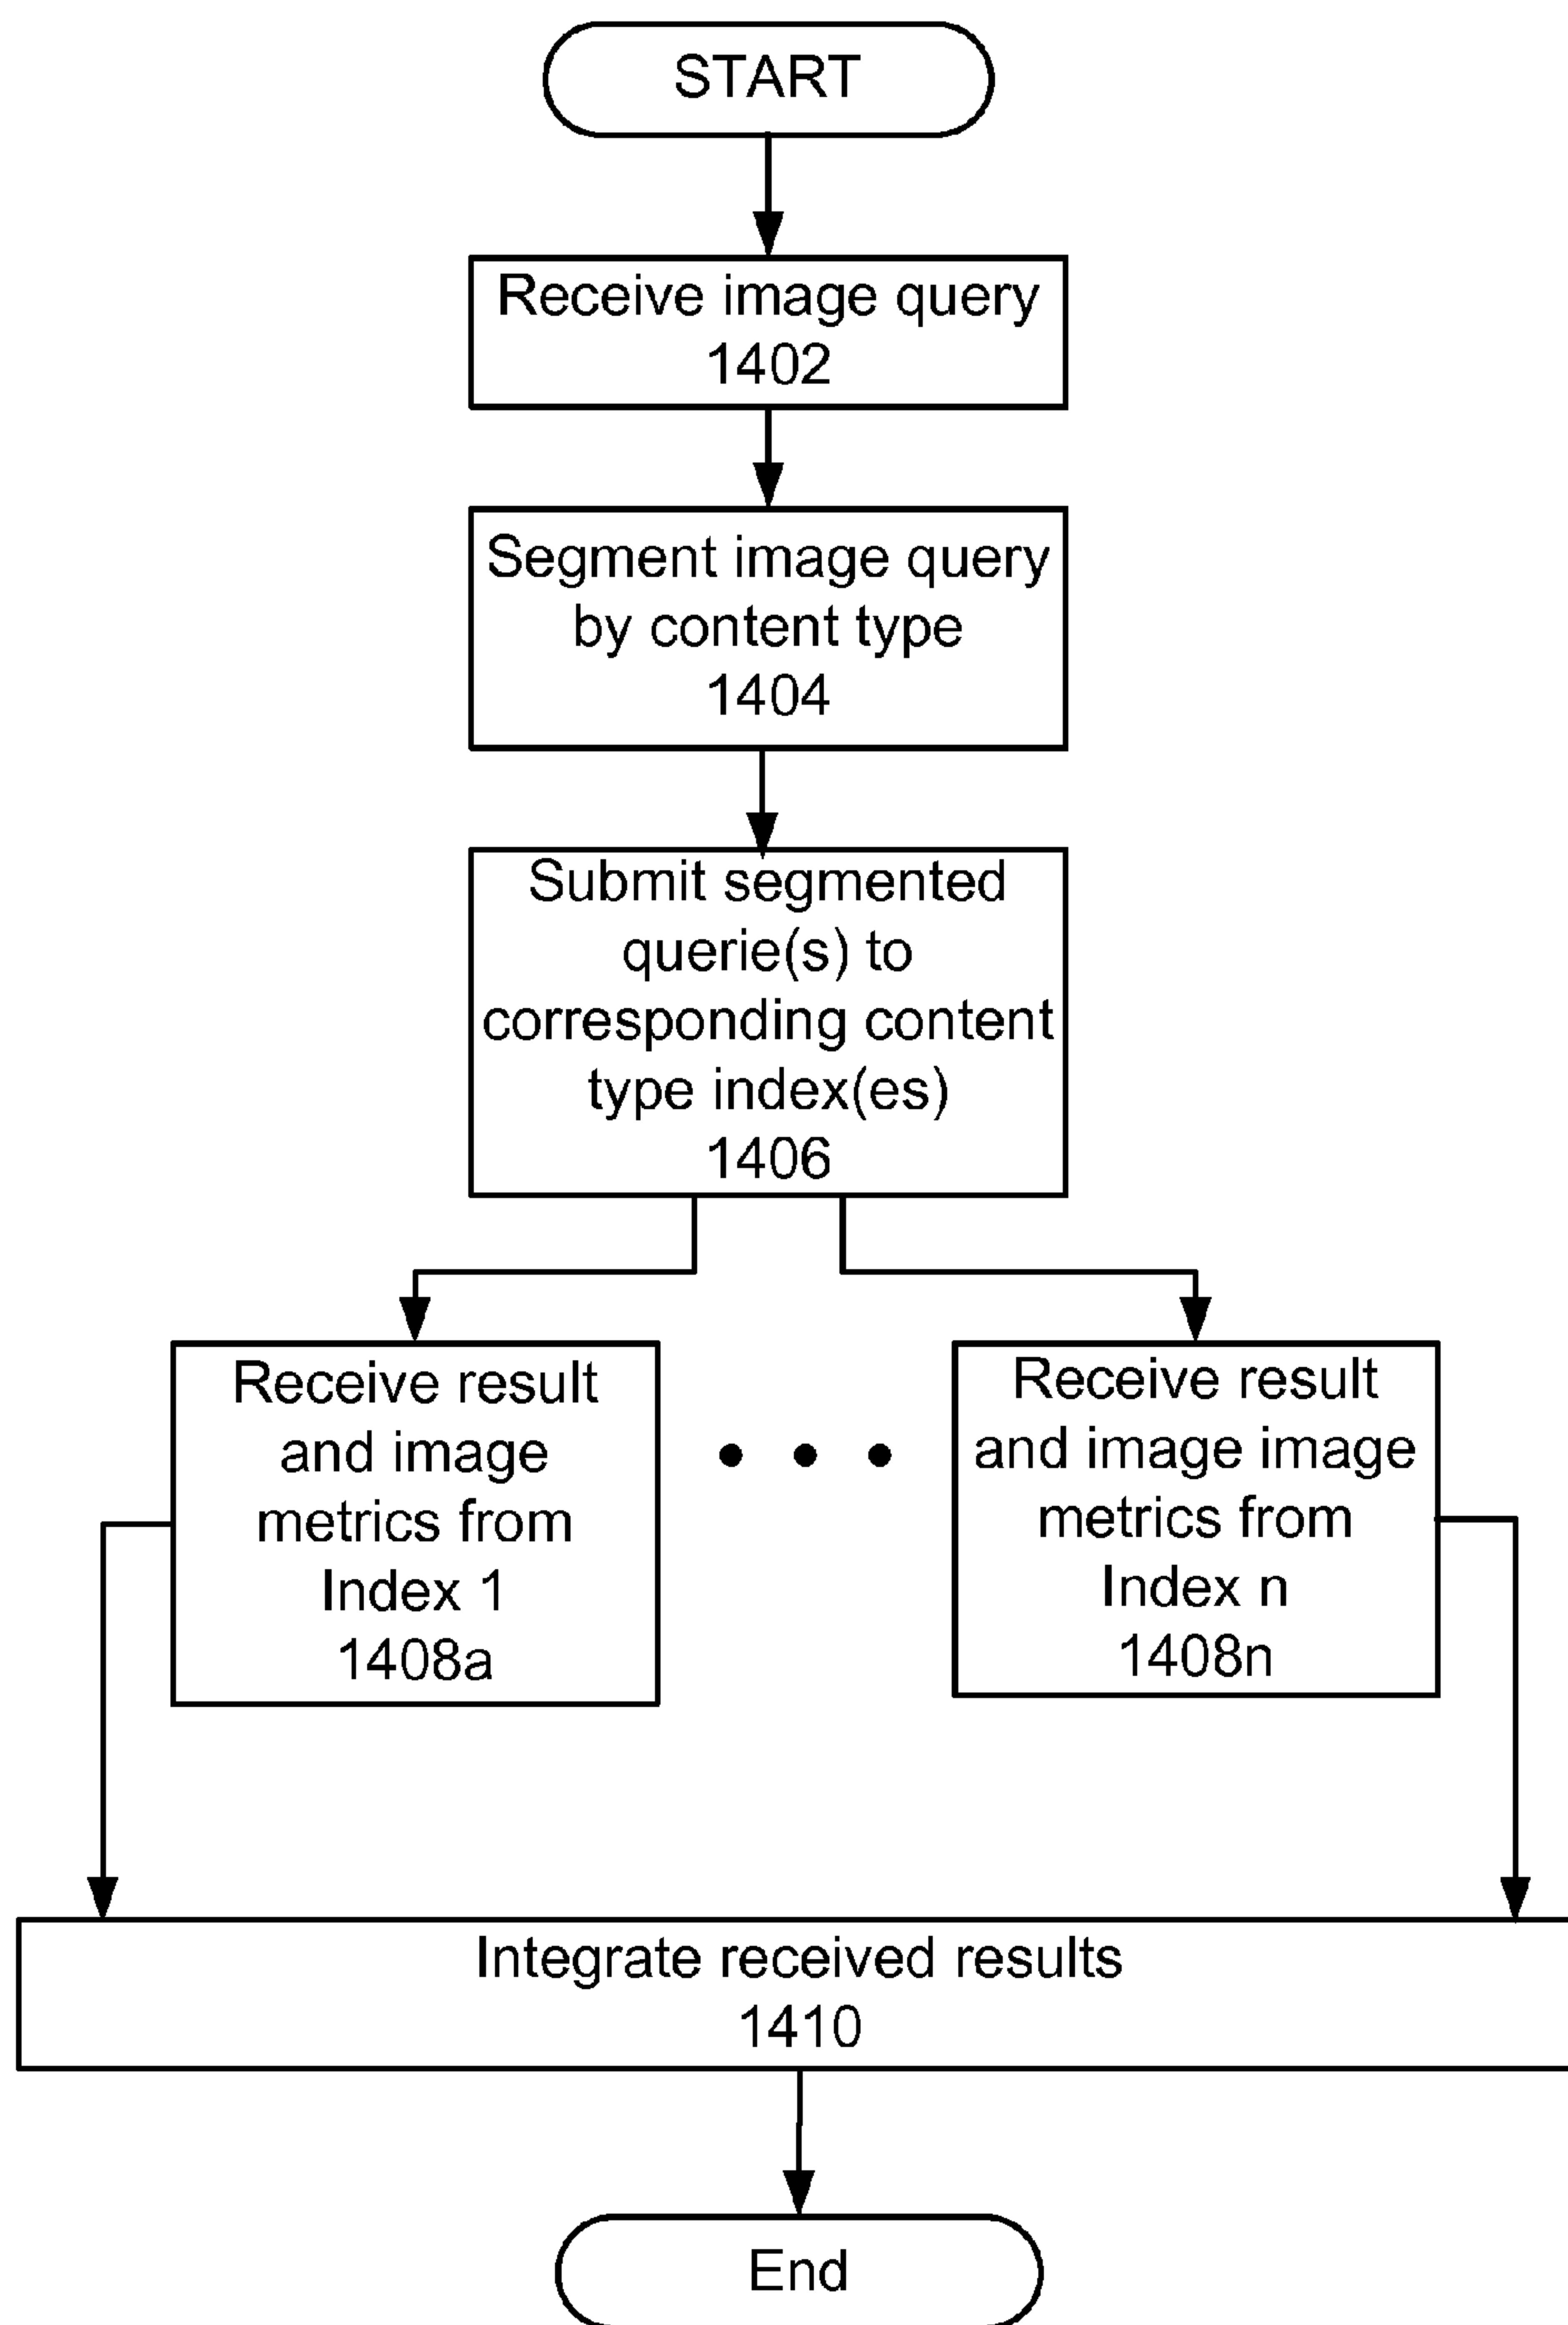 START
Receive image query
1402
Segment image query
by content type
1404
Submit segmented
querie(s) to
corresponding content
type index(es)
1406
Receive result
and image
metrics from
Index 1
1408a
Receive result
and image image
metrics from
Index n
1408n
Integrate received results
1410
End